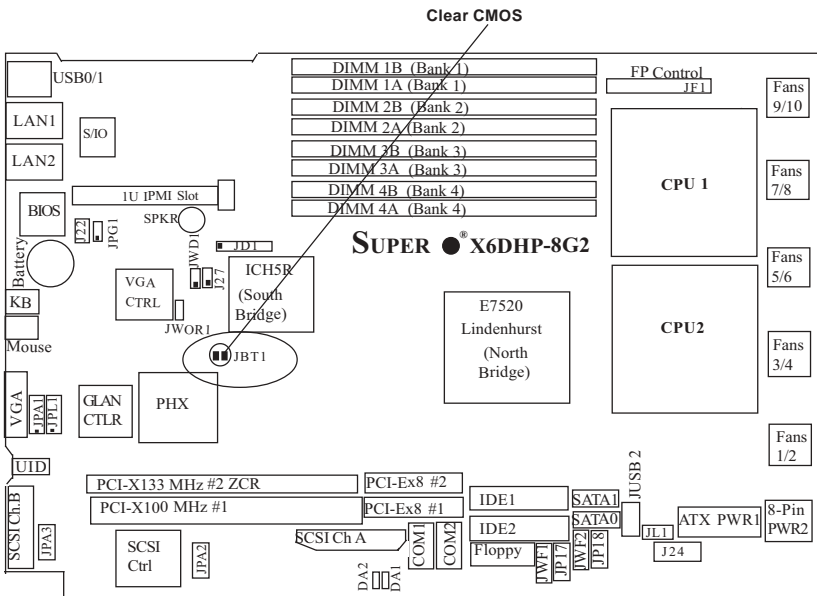 Clear CMOS
USB0/1
LAN1
LAN2
S/IO
DIMM 1B (Bank 1)
DIMM 1A (Bank 1)
DIMM 2B (Bank 2)
DIMM 2A (Bank 2)
DIMM 3B (Bank 3)
DIMM 3A (Bank 3)
DIMM 4B (Bank 4)
DIMM 4A (Bank 4)
FP Control
JF1
Fans
9/10
Fans
7/8
Fans
5/6
Fans
3/4
Fans
1/2
CPU 1
CPU2
1U IPMI Slot
SPKR
BIOS
J22
JPG1
Battery
JWD1
J27
JD1
SUPER ●® X6DHP-8G2
ICH5R
(South
Bridge)
VGA
CTRL
JWOR1
KB
Mouse
E7520
Lindenhurst
(North
Bridge)
JBT1
VGA
JPA1
JPL1
GLAN
CTLR
PHX
UID
PCI-X133 MHz #2 ZCR
PCI-Ex8 #2
PCI-X100 MHz #1
PCI-Ex8 #1
IDE1
IDE2
Floppy
SATA1
SATA0
JUSB 2
JL1
J24
ATX PWR1
8-Pin
PWR2
SCSI Ch.B
JPA3
SCSI
Ctrl
JPA2
SCSI Ch A
COM1
COM2
DA2
DA1
JWF1
JP17
JWF2
JP18